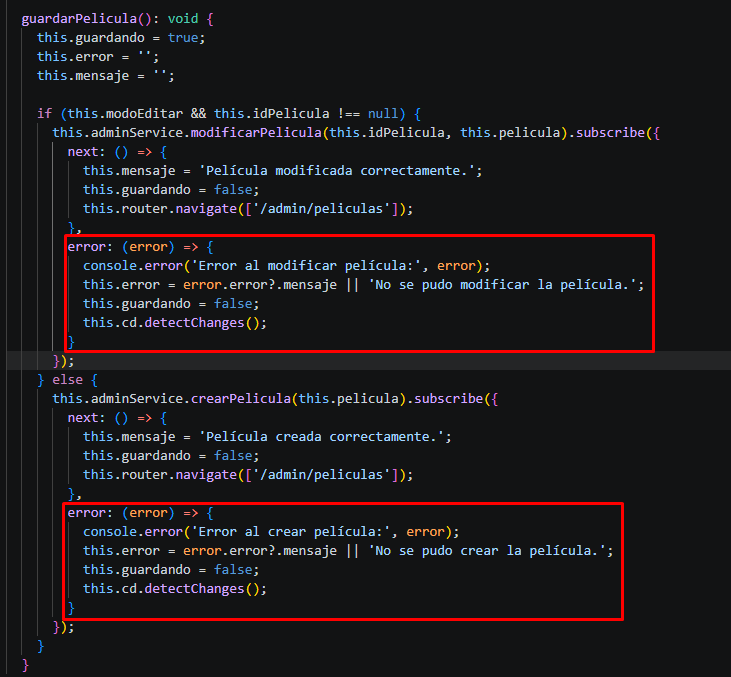 guardarPelicula(): void {
this.guardando = true;
this.error = '';
this.mensaje = '';
if (this.modoEditar && this.idPelicula !== null) {
this.adminService.modificarPelicula(this.idPelicula, this.pelicula).subscribe({
next: () => {
this.mensaje = 'Película modificada correctamente.';
this.guardando = false;
this.router.navigate(['/admin/peliculas']);
},
error: (error) => {
console.error('Error al modificar película:', error);
this.error = error.error?.mensaje || 'No se pudo modificar la película.';
this.guardando = false;
this.cd.detectChanges();
}
});
} else {
this.adminService.crearPelicula(this.pelicula).subscribe({
next: () => {
this.mensaje = 'Película creada correctamente.';
this.guardando = false;
this.router.navigate(['/admin/peliculas']);
},
error: (error) => {
console.error('Error al crear película:', error);
this.error = error.error?.mensaje || 'No se pudo crear la película.';
this.guardando = false;
this.cd.detectChanges();
}
});
}
}